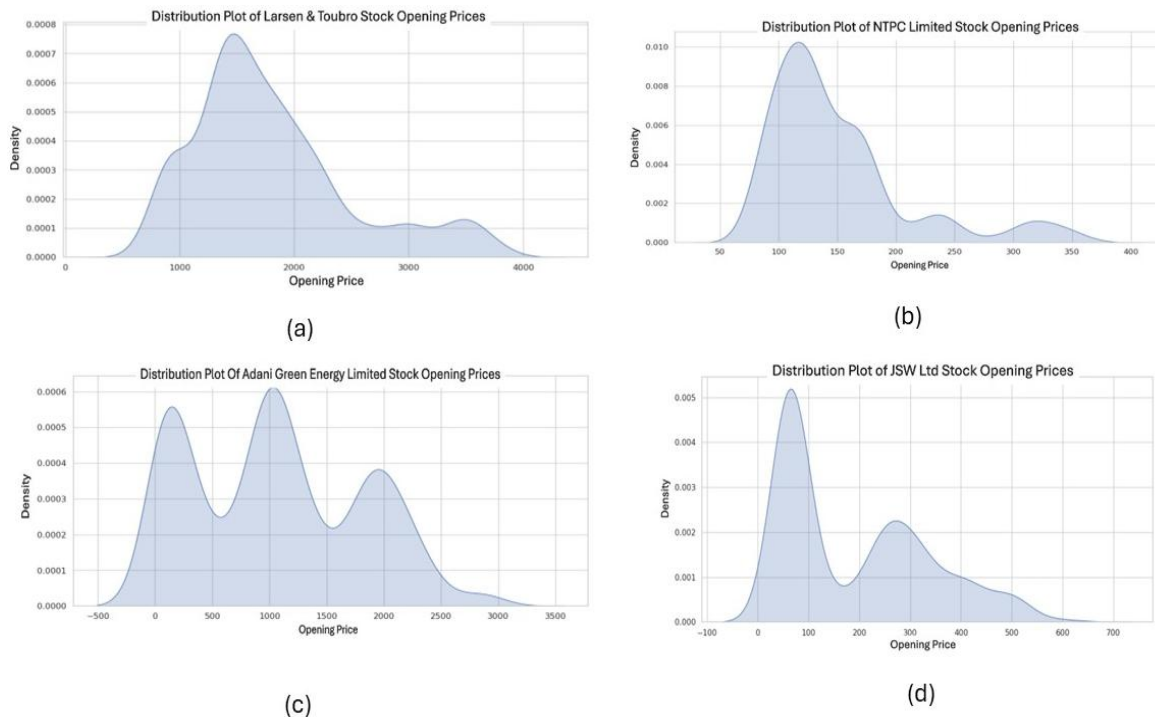 Distribution Plot of Larsen & Toubro Stock Opening Prices
0.0008
0.0007
0.0006
0.0005
0.0004
0.0003
0.0002
0.0001
0.0000
Density
0 1000 2000 3000 4000
Opening Price
(a)
Distribution Plot of NTPC Limited Stock Opening Prices
0.010
0.008
0.006
0.004
0.002
0.000
Density
50 100 150 200 250 300 350 400
Opening Price
(b)
Distribution Plot Of Adani Green Energy Limited Stock Opening Prices
0.0006
0.0005
0.0004
0.0003
0.0002
0.0001
0.0000
Density
−500 0 500 1000 1500 2000 2500 3000 3500
Opening Price
(c)
Distribution Plot of JSW Ltd Stock Opening Prices
0.005
0.004
0.003
0.002
0.001
0.000
Density
−100 0 100 200 300 400 500 600 700
Opening Price
(d)